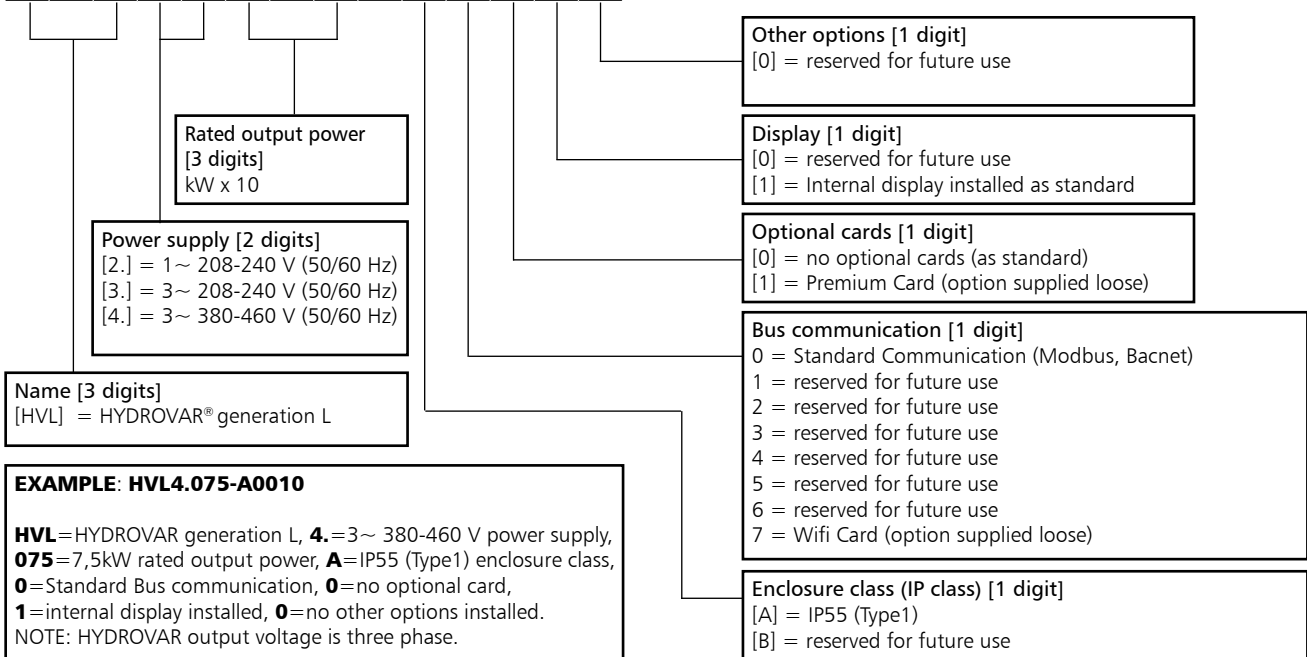 Other options [1 digit]
[0] = reserved for future use
Rated output power
[3 digits]
kW x 10
Display [1 digit]
[0] = reserved for future use
[1] = Internal display installed as standard
Power supply [2 digits]
[2.] = 1~ 208-240 V (50/60 Hz)
[3.] = 3~ 208-240 V (50/60 Hz)
[4.] = 3~ 380-460 V (50/60 Hz)
Optional cards [1 digit]
[0] = no optional cards (as standard)
[1] = Premium Card (option supplied loose)
Bus communication [1 digit]
0 = Standard Communication (Modbus, Bacnet)
1 = reserved for future use
2 = reserved for future use
3 = reserved for future use
4 = reserved for future use
5 = reserved for future use
6 = reserved for future use
7 = Wifi Card (option supplied loose)
Name [3 digits]
[HVL] = HYDROVAR® generation L
EXAMPLE: HVL4.075-A0010
HVL=HYDROVAR generation L, 4.=3~ 380-460 V power supply,
075=7,5kW rated output power, A=IP55 (Type1) enclosure class,
0=Standard Bus communication, 0=no optional card,
1=internal display installed, 0=no other options installed.
NOTE: HYDROVAR output voltage is three phase.
Enclosure class (IP class) [1 digit]
[A] = IP55 (Type1)
[B] = reserved for future use